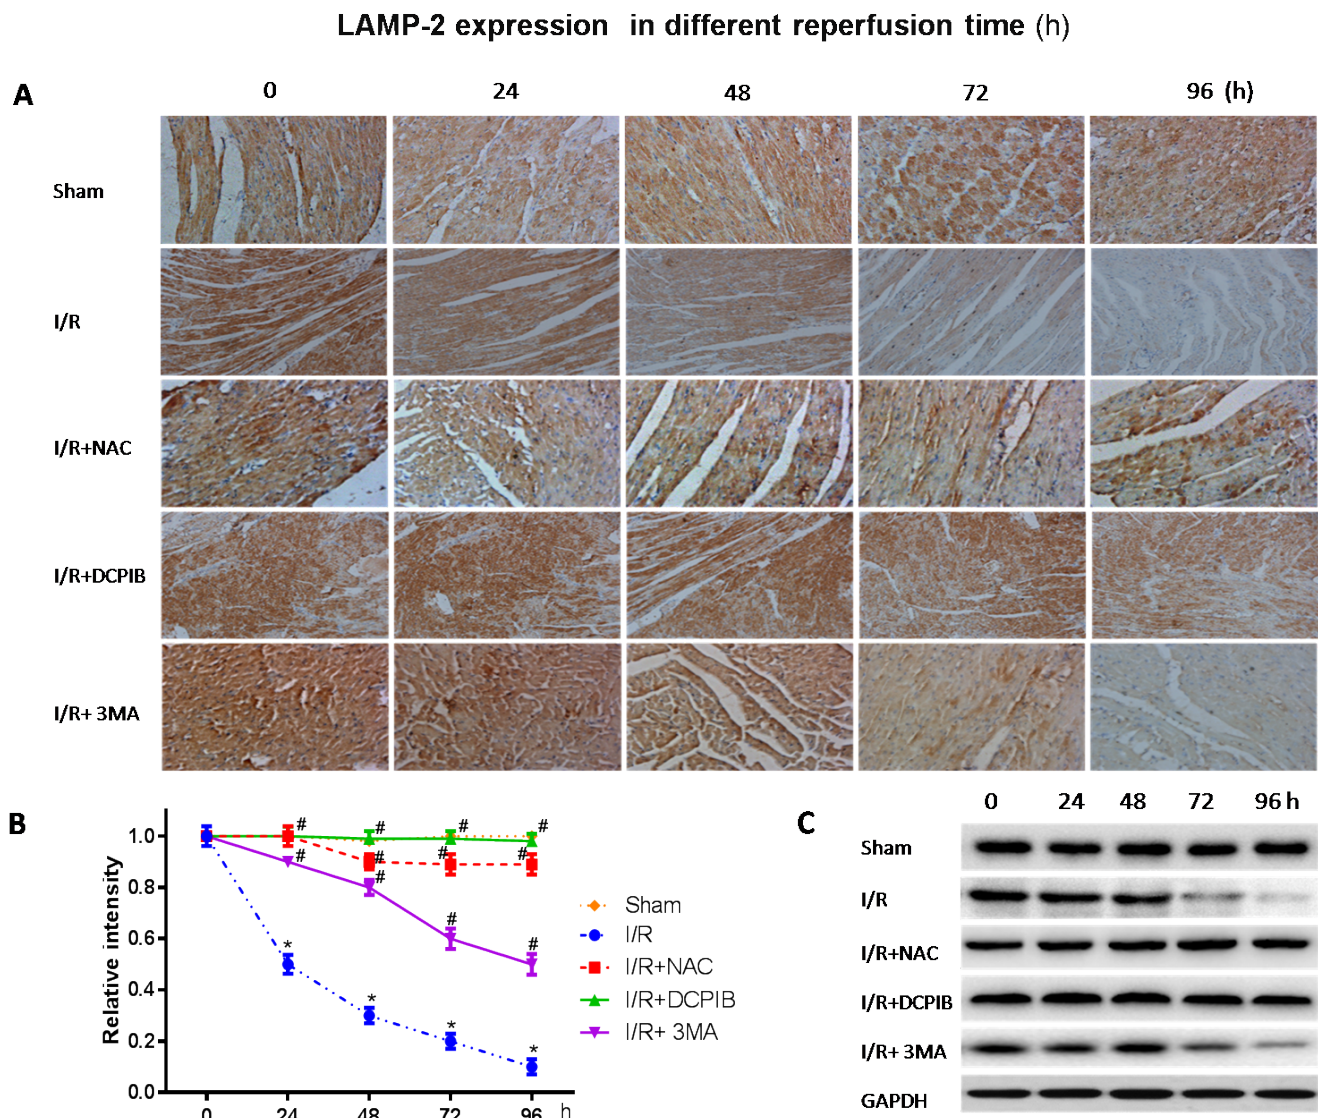 LAMP-2 expression in different reperfusion time (h)
A
0 24 48 72 96 (h)
Sham
I/R
I/R+NAC
I/R+DCPIB
I/R+ 3MA
B
Relative intensity
1.0
0.8
0.6
0.4
0.2
0.0
# # # #
# # #
# # # #
* * * *
0 24 48 72 96 h
Sham
I/R
I/R+NAC
I/R+DCPIB
I/R+ 3MA
C
0 24 48 72 96 h
Sham
I/R
I/R+NAC
I/R+DCPIB
I/R+ 3MA
GAPDH